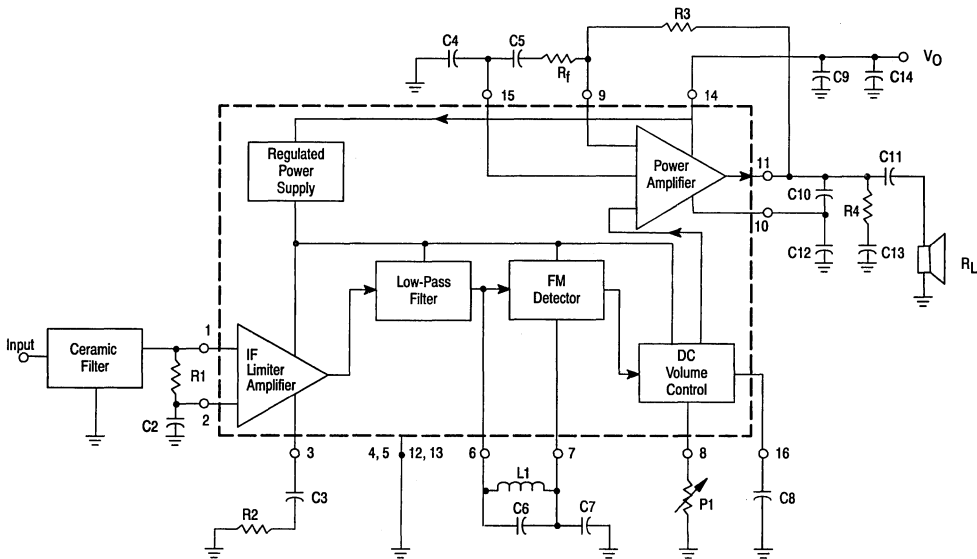 R3
C4
C5
Rf
VO
C9
C14
15
9
14
Regulated
Power
Supply
Power
Amplifier
11
C11
C10
R4
10
C12
C13
RL
Low-Pass
Filter
FM
Detector
Input
Ceramic
Filter
1
R1
IF
Limiter
Amplifier
DC
Volume
Control
C2
2
3
4, 5
12, 13
6
7
8
16
L1
C3
R2
C6
C7
P1
C8